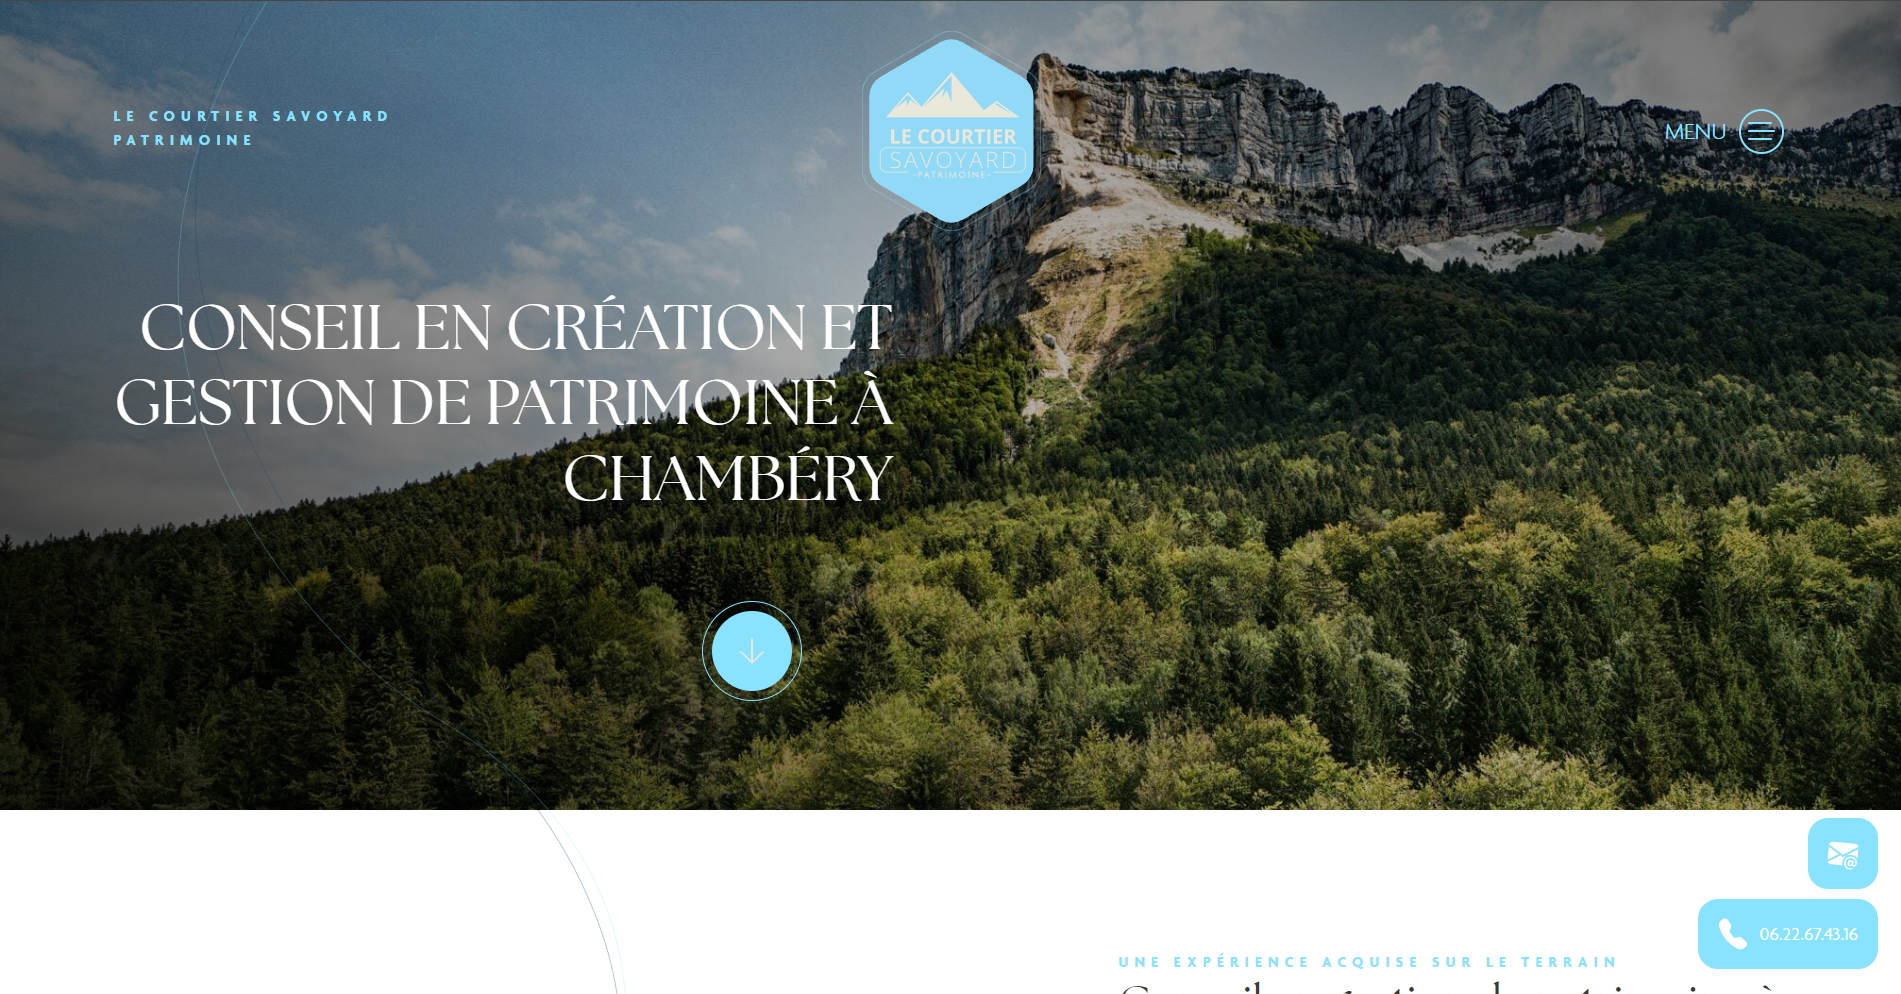 LE COURTIER SAVOYARD
PATRIMOINE
LE COURTIER
SAVOYARD
-PATRIMOINE-
MENU
CONSEIL EN CRÉATION ET
GESTION DE PATRIMOINE À
CHAMBÉRY
06.22.67.43.16
UNE EXPÉRIENCE ACQUISE SUR LE TERRAIN